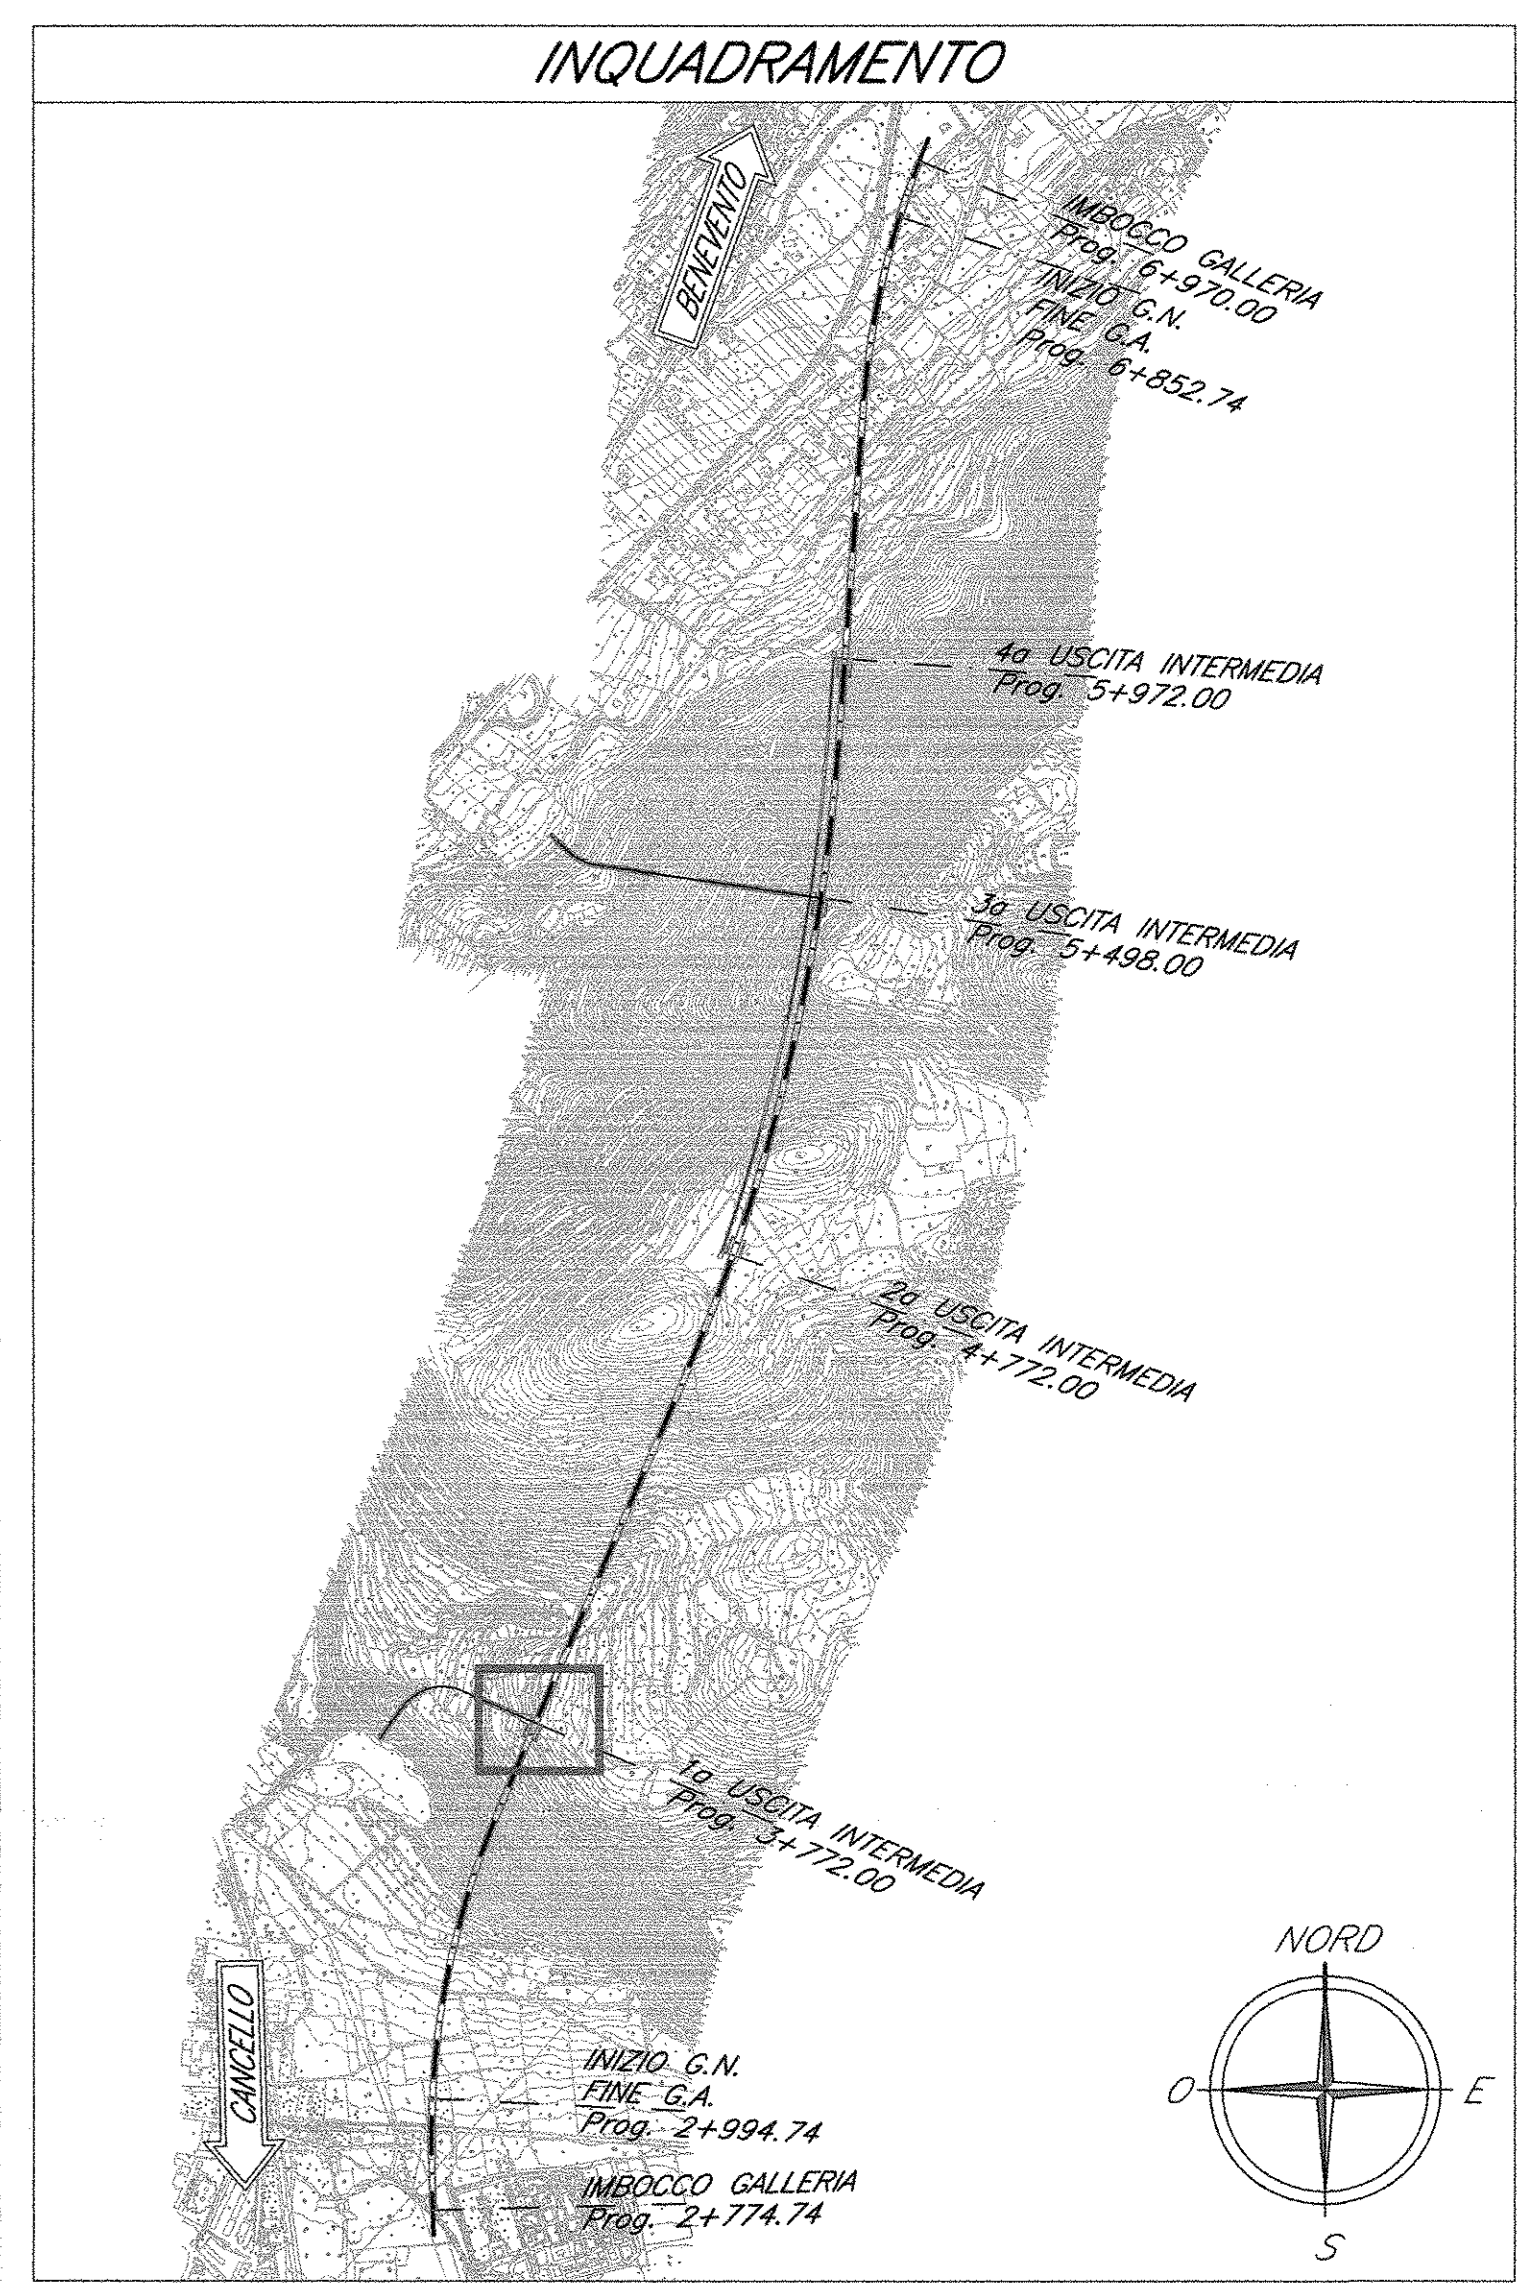 INQUADRAMENTO
BENEVENTO
IMBOCCO GALLERIA
Prog. 6+970.00
INIZIO G.N.
FINE G.A.
Prog. 6+852.74
4a USCITA INTERMEDIA
Prog. 5+972.00
3a USCITA INTERMEDIA
Prog. 5+498.00
2a USCITA INTERMEDIA
Prog. 4+772.00
1a USCITA INTERMEDIA
Prog. 3+772.00
CANCELLO
INIZIO G.N.
FINE G.A.
Prog. 2+994.74
IMBOCCO GALLERIA
Prog. 2+774.74
NORD
O
E
S